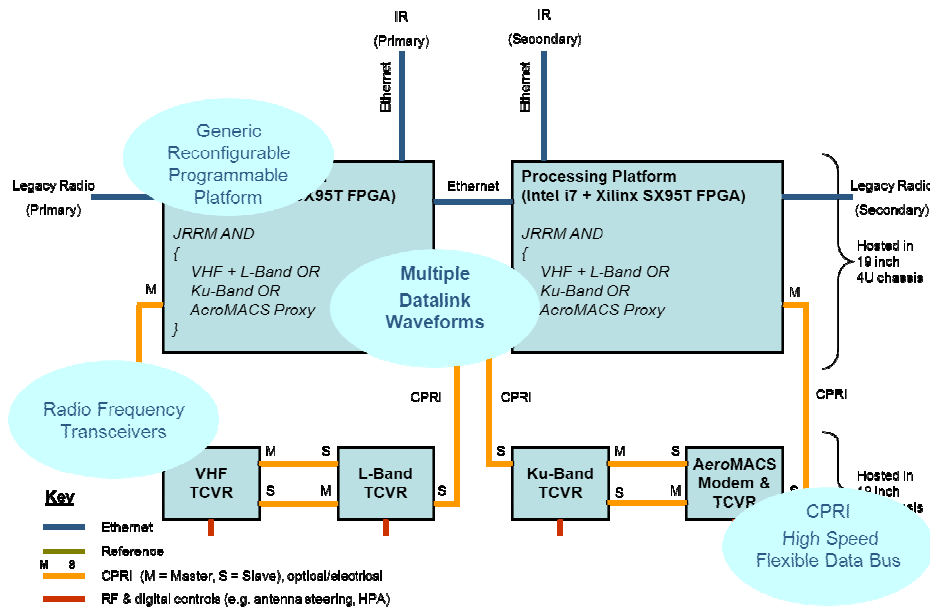 IR
(Primary)
IR
(Secondary)
Ethernet
Ethernet
Generic
Reconfigurable
Programmable
Platform
Legacy Radio
(Primary)
SX95T FPGA)
JRRM AND
{
VHF + L-Band OR
Ku-Band OR
AcroMACS Proxy
}
M
Ethernet
Processing Platform
(Intel i7 + Xilinx SX95T FPGA)
JRRM AND
{
VHF + L-Band OR
Ku-Band OR
AcroMACS Proxy
M
Legacy Radio
(Secondary)
Hosted in
19 inch
4U chassis
Multiple
Datalink
Waveforms
Radio Frequency
Transceivers
CPRI
CPRI
CPRI
VHF
TCVR
M
S
S
M
L-Band
TCVR
S
S
Ku-Band
TCVR
M
S
S
M
AeroMACS
Modem &
TCVR
S
Hosted in
19 inch
CPRI
High Speed
Flexible Data Bus
Key
Ethernet
Reference
M S
CPRI (M = Master, S = Slave), optical/electrical
RF & digital controls (e.g. antenna steering, HPA)